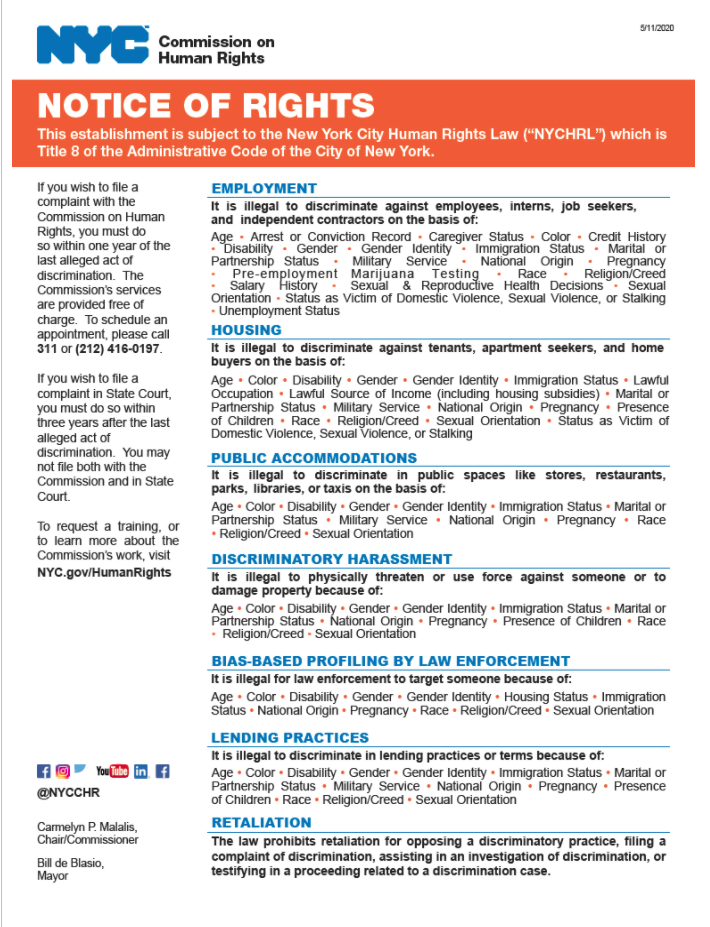 5/11/2020
NYC
Commission on
Human Rights
NOTICE OF RIGHTS
This establishment is subject to the New York City Human Rights Law (“NYCHRL”) which is
Title 8 of the Administrative Code of the City of New York.
If you wish to file a
complaint with the
Commission on Human
Rights, you must do
so within one year of the
last alleged act of
discrimination. The
Commission’s services
are provided free of
charge. To schedule an
appointment, please call
311 or (212) 416-0197.
If you wish to file a
complaint in State Court,
you must do so within
three years after the last
alleged act of
discrimination. You may
not file both with the
Commission and in State
Court.
To request a training, or
to learn more about the
Commission’s work, visit
NYC.gov/HumanRights
YouTube
@NYCCHR
Carmelyn P. Malalis,
Chair/Commissioner
Bill de Blasio,
Mayor
EMPLOYMENT
It is illegal to discriminate against employees, interns, job seekers,
and independent contractors on the basis of:
Age • Arrest or Conviction Record • Caregiver Status • Color • Credit History
• Disability • Gender • Gender Identity • Immigration Status • Marital or
Partnership Status • Military Service • National Origin • Pregnancy
• Pre-employment Marijuana Testing • Race • Religion/Creed
• Salary History • Sexual & Reproductive Health Decisions • Sexual
Orientation • Status as Victim of Domestic Violence, Sexual Violence, or Stalking
• Unemployment Status
HOUSING
It is illegal to discriminate against tenants, apartment seekers, and home
buyers on the basis of:
Age • Color • Disability • Gender • Gender Identity • Immigration Status • Lawful
Occupation • Lawful Source of Income (including housing subsidies) • Marital or
Partnership Status • Military Service • National Origin • Pregnancy • Presence
of Children • Race • Religion/Creed • Sexual Orientation • Status as Victim of
Domestic Violence, Sexual Violence, or Stalking
PUBLIC ACCOMMODATIONS
It is illegal to discriminate in public spaces like stores, restaurants,
parks, libraries, or taxis on the basis of:
Age • Color • Disability • Gender • Gender Identity • Immigration Status • Marital or
Partnership Status • Military Service • National Origin • Pregnancy • Race
• Religion/Creed • Sexual Orientation
DISCRIMINATORY HARASSMENT
It is illegal to physically threaten or use force against someone or to
damage property because of:
Age • Color • Disability • Gender • Gender Identity • Immigration Status • Marital or
Partnership Status • National Origin • Pregnancy • Presence of Children • Race
• Religion/Creed • Sexual Orientation
BIAS-BASED PROFILING BY LAW ENFORCEMENT
It is illegal for law enforcement to target someone because of:
Age • Color • Disability • Gender • Gender Identity • Housing Status • Immigration
Status • National Origin • Pregnancy • Race • Religion/Creed • Sexual Orientation
LENDING PRACTICES
It is illegal to discriminate in lending practices or terms because of:
Age • Color • Disability • Gender • Gender Identity • Immigration Status • Marital or
Partnership Status • Military Service • National Origin • Pregnancy • Presence
of Children • Race • Religion/Creed • Sexual Orientation
RETALIATION
The law prohibits retaliation for opposing a discriminatory practice, filing a
complaint of discrimination, assisting in an investigation of discrimination, or
testifying in a proceeding related to a discrimination case.